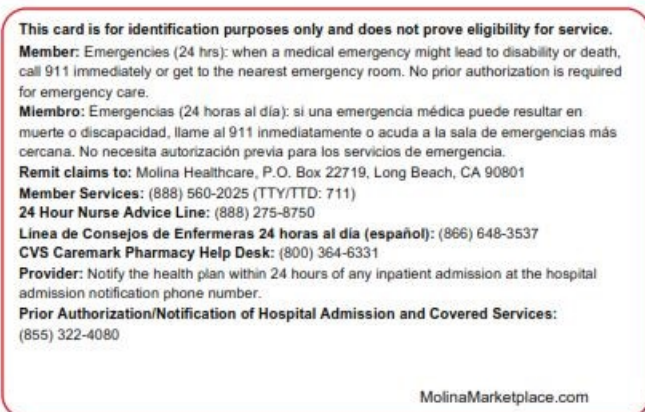 This card is for identification purposes only and does not prove eligibility for service.
Member: Emergencies (24 hrs): when a medical emergency might lead to disability or death,
call 911 immediately or get to the nearest emergency room. No prior authorization is required
for emergency care.
Miembro: Emergencias (24 horas al día): si una emergencia médica puede resultar en
muerte o discapacidad, llame al 911 inmediatamente o acuda a la sala de emergencias más
cercana. No necesita autorización previa para los servicios de emergencia.
Remit claims to: Molina Healthcare, P.O. Box 22719, Long Beach, CA 90801
Member Services: (888) 560-2025 (TTY/TTD: 711)
24 Hour Nurse Advice Line: (888) 275-8750
Línea de Consejos de Enfermeras 24 horas al día (español): (866) 648-3537
CVS Caremark Pharmacy Help Desk: (800) 364-6331
Provider: Notify the health plan within 24 hours of any inpatient admission at the hospital
admission notification phone number.
Prior Authorization/Notification of Hospital Admission and Covered Services:
(855) 322-4080
MolinaMarketplace.com